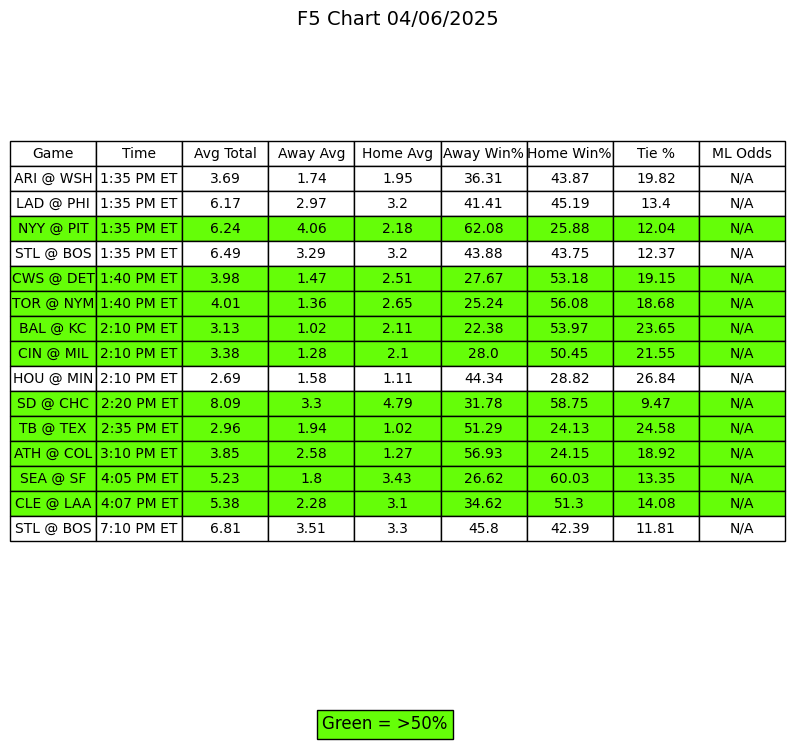 F5 Chart 04/06/2025
Game Time Avg Total Away Avg Home Avg Away Win% Home Win% Tie % ML Odds
ARI @ WSH 1:35 PM ET 3.69 1.74 1.95 36.31 43.87 19.82 N/A
LAD @ PHI 1:35 PM ET 6.17 2.97 3.2 41.41 45.19 13.4 N/A
NYY @ PIT 1:35 PM ET 6.24 4.06 2.18 62.08 25.88 12.04 N/A
STL @ BOS 1:35 PM ET 6.49 3.29 3.2 43.88 43.75 12.37 N/A
CWS @ DET 1:40 PM ET 3.98 1.47 2.51 27.67 53.18 19.15 N/A
TOR @ NYM 1:40 PM ET 4.01 1.36 2.65 25.24 56.08 18.68 N/A
BAL @ KC 2:10 PM ET 3.13 1.02 2.11 22.38 53.97 23.65 N/A
CIN @ MIL 2:10 PM ET 3.38 1.28 2.1 28.0 50.45 21.55 N/A
HOU @ MIN 2:10 PM ET 2.69 1.58 1.11 44.34 28.82 26.84 N/A
SD @ CHC 2:20 PM ET 8.09 3.3 4.79 31.78 58.75 9.47 N/A
TB @ TEX 2:35 PM ET 2.96 1.94 1.02 51.29 24.13 24.58 N/A
ATH @ COL 3:10 PM ET 3.85 2.58 1.27 56.93 24.15 18.92 N/A
SEA @ SF 4:05 PM ET 5.23 1.8 3.43 26.62 60.03 13.35 N/A
CLE @ LAA 4:07 PM ET 5.38 2.28 3.1 34.62 51.3 14.08 N/A
STL @ BOS 7:10 PM ET 6.81 3.51 3.3 45.8 42.39 11.81 N/A
Green = >50%